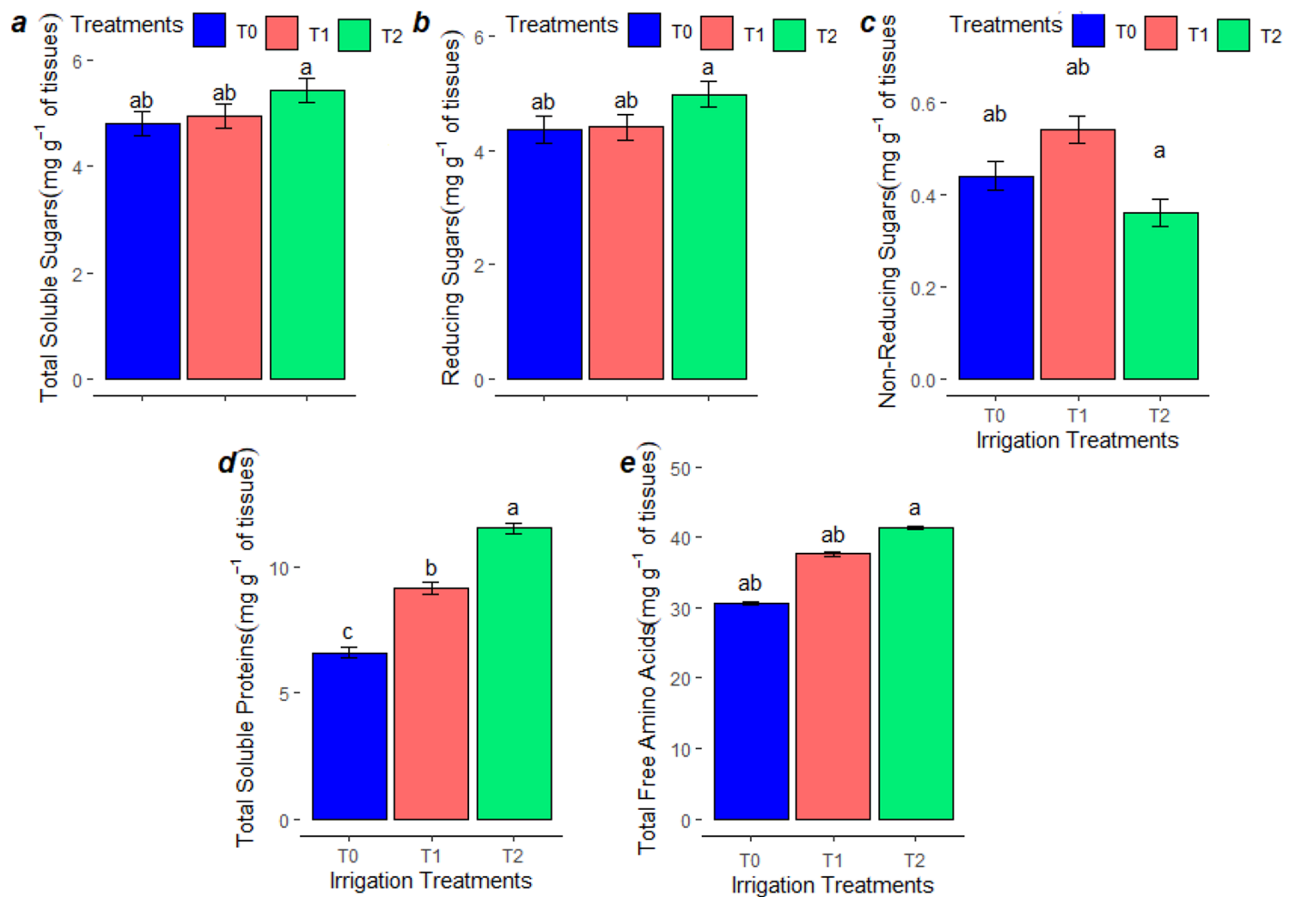 a Treatments T0 T1 T2
Total Soluble Sugars(mg g−1 of tissues)
6
4
2
0
ab ab a
b Treatments T0 T1 T2
Reducing Sugars(mg g−1 of tissues)
6
4
2
0
ab ab a
c Treatments T0 T1 T2
Non-Reducing Sugars(mg g−1 of tissues
0.6
0.4
0.2
0.0
ab ab a
T0 T1 T2
Irrigation Treatments
d
Total Soluble Proteins(mg g−1 of tissues)
10
5
0
c b a
T0 T1 T2
Irrigation Treatments
e
Total Free Amino Acids(mg g−1 of tissues)
50
40
30
20
10
0
ab ab a
T0 T1 T2
Irrigation Treatments